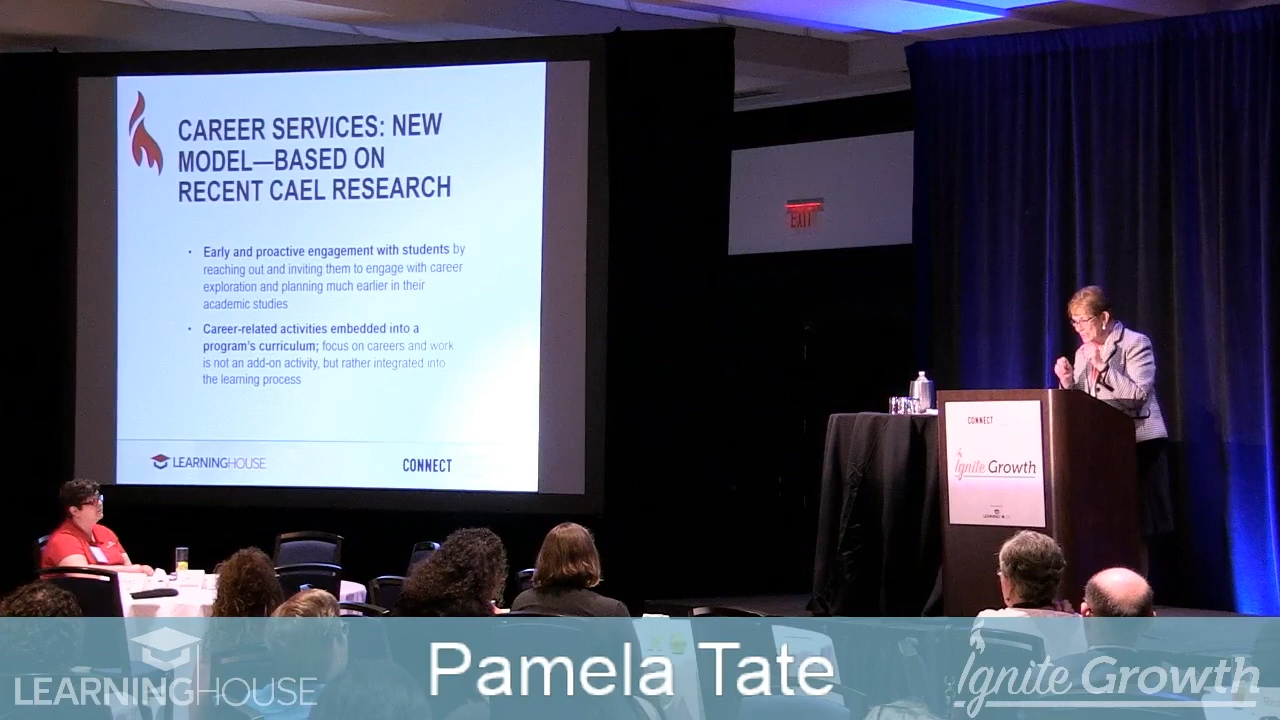 CAREER SERVICES: NEW
MODEL—BASED ON
RECENT CAEL RESEARCH
• Early and proactive engagement with students by
reaching out and inviting them to engage with career
exploration and planning much earlier in their
academic studies
• Career-related activities embedded into a
program's curriculum; focus on careers and work
is not an add-on activity, but rather integrated into
the learning process
LEARNINGHOUSE
CONNECT
EXIT
CONNECT
Ignite Growth
LEARNINGHOUSE
Pamela Tate
Ignite Growth